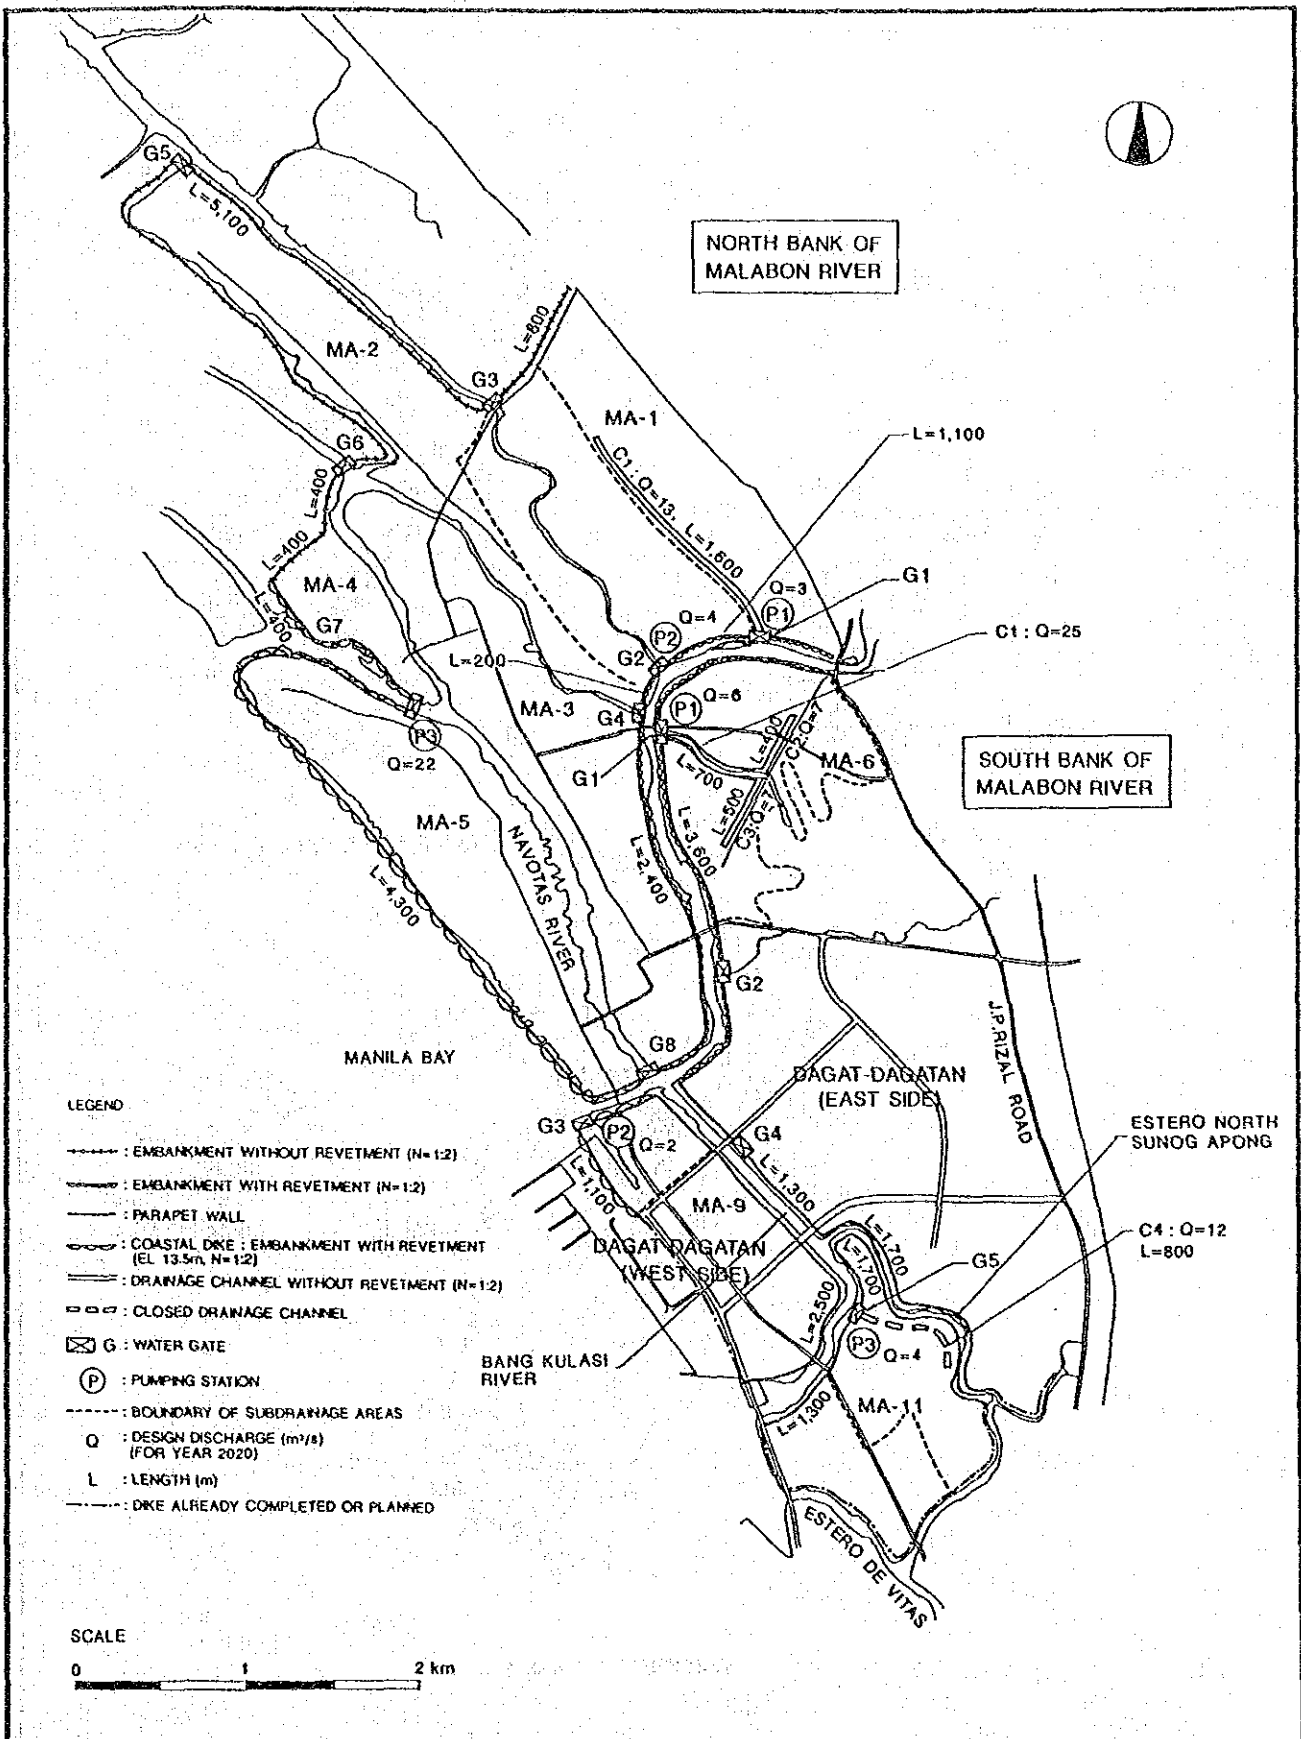 NORTH BANK OF
MALABON RIVER
G5
L=5,100
MA-2
L=800
G3
MA-1
L=1,100
G6
C1 : Q=13, L=1,600
L=400
L=400
MA-4
L=400
G7
Q=3
P1
G1
Q=4
P2
G2
C1 : Q=25
L=200
MA-3
G4
Q=6
P1
G1
L=700
L=400
C2:Q=7
MA-6
L=500
C3:Q=7
SOUTH BANK OF
MALABON RIVER
P3
Q=22
MA-5
L=4,300
NAVOTAS RIVER
L=2,400
L=3,600
G2
J.P.RIZAL ROAD
MANILA BAY
G8
DAGAT-DAGATAN
(EAST SIDE)
ESTERO NORTH
SUNOG APONG
G3
P2
Q=2
G4
L=1,100
L=1,300
MA-9
DAGAT DAGATAN
(WEST SIDE)
L=1,700
L=1,700
G5
C4 : Q=12
L=800
L=2,500
P3
Q=4
BANG KULASI
RIVER
L=1,300
MA-11
ESTERO DE VITAS
LEGEND
: EMBANKMENT WITHOUT REVETMENT (N=1:2)
: EMBANKMENT WITH REVETMENT (N=1:2)
: PARAPET WALL
: COASTAL DIKE : EMBANKMENT WITH REVETMENT
(EL 13.5m, N=1:2)
: DRAINAGE CHANNEL WITHOUT REVETMENT (N=1:2)
: CLOSED DRAINAGE CHANNEL
G : WATER GATE
P : PUMPING STATION
: BOUNDARY OF SUBDRAINAGE AREAS
Q : DESIGN DISCHARGE (m³/s)
(FOR YEAR 2020)
L : LENGTH (m)
: DIKE ALREADY COMPLETED OR PLANNED
SCALE
0 1 2 km